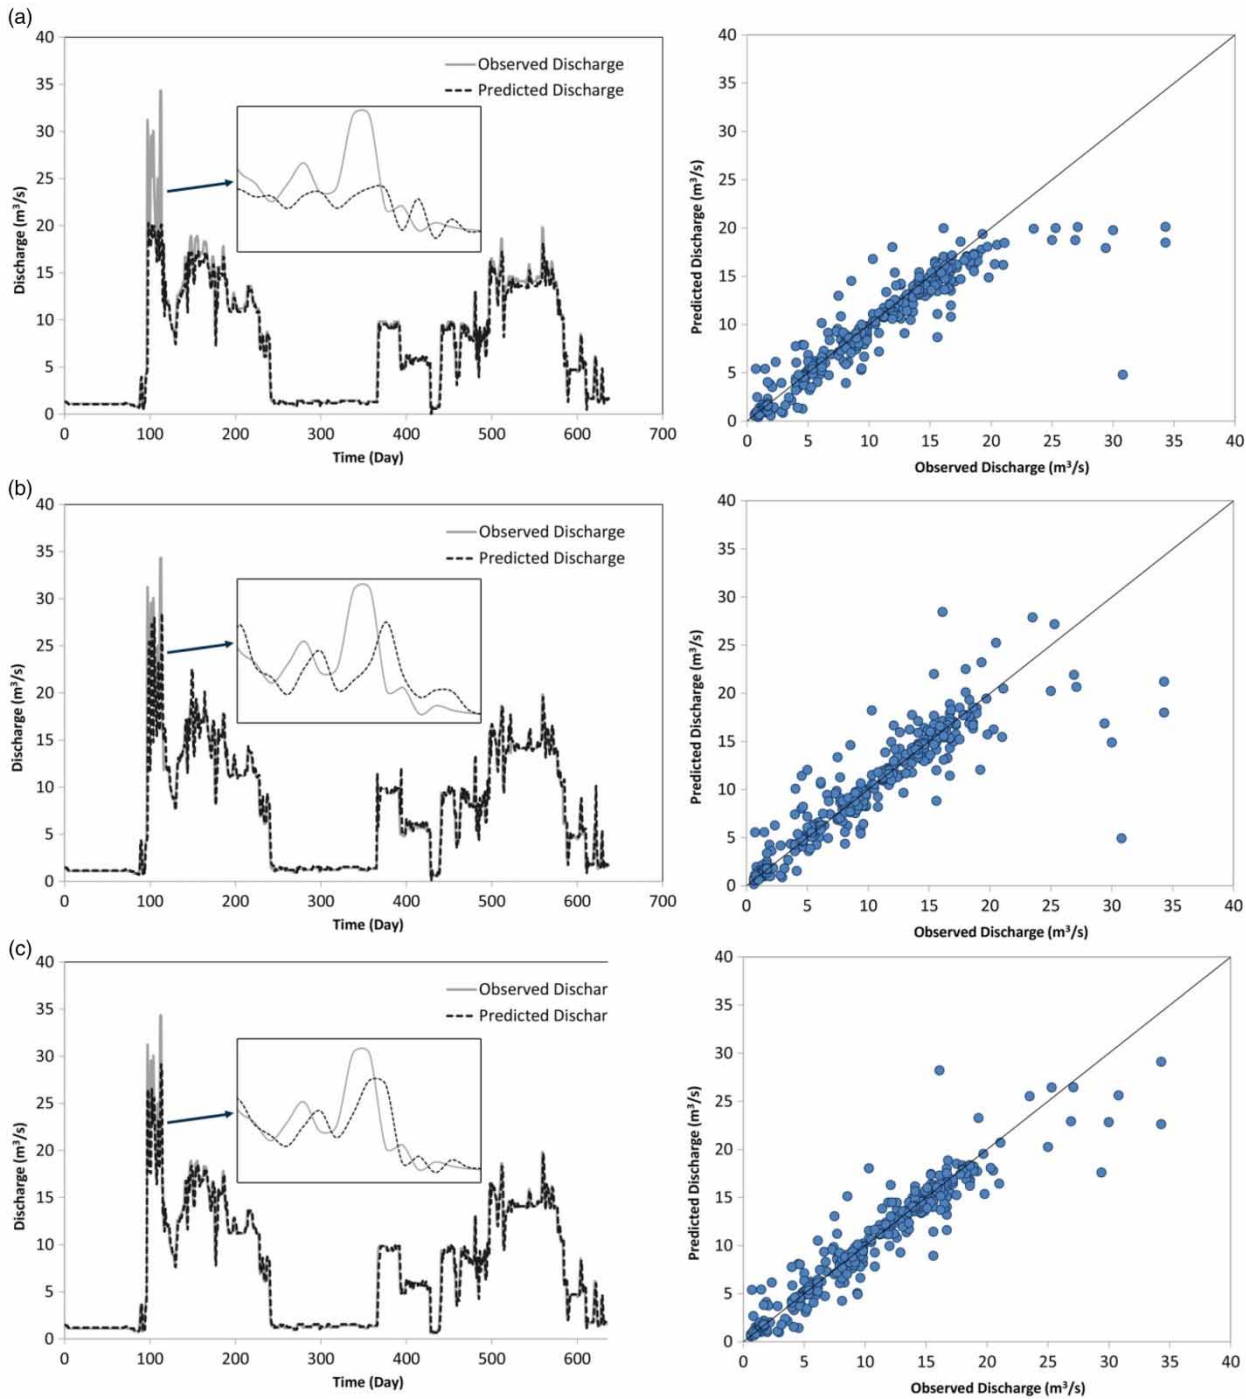 (a)
40
35
30
25
20
15
10
5
0
Discharge (m³/s)
Observed Discharge
Predicted Discharge
0 100 200 300 400 500 600 700
Time (Day)
40
35
30
25
20
15
10
5
0
Predicted Discharge (m³/s)
0 5 10 15 20 25 30 35 40
Observed Discharge (m³/s)
(b)
40
35
30
25
20
15
10
5
0
Discharge (m³/s)
Observed Discharge
Predicted Discharge
0 100 200 300 400 500 600 700
Time (Day)
40
35
30
25
20
15
10
5
0
Predicted Discharge (m³/s)
0 5 10 15 20 25 30 35 40
Observed Discharge (m³/s)
(c)
40
35
30
25
20
15
10
5
0
Discharge (m³/s)
Observed Dischar
Predicted Dischar
0 100 200 300 400 500 600
Time (Day)
40
35
30
25
20
15
10
5
0
Predicted Discharge (m³/s)
0 5 10 15 20 25 30 35 40
Observed Discharge (m³/s)